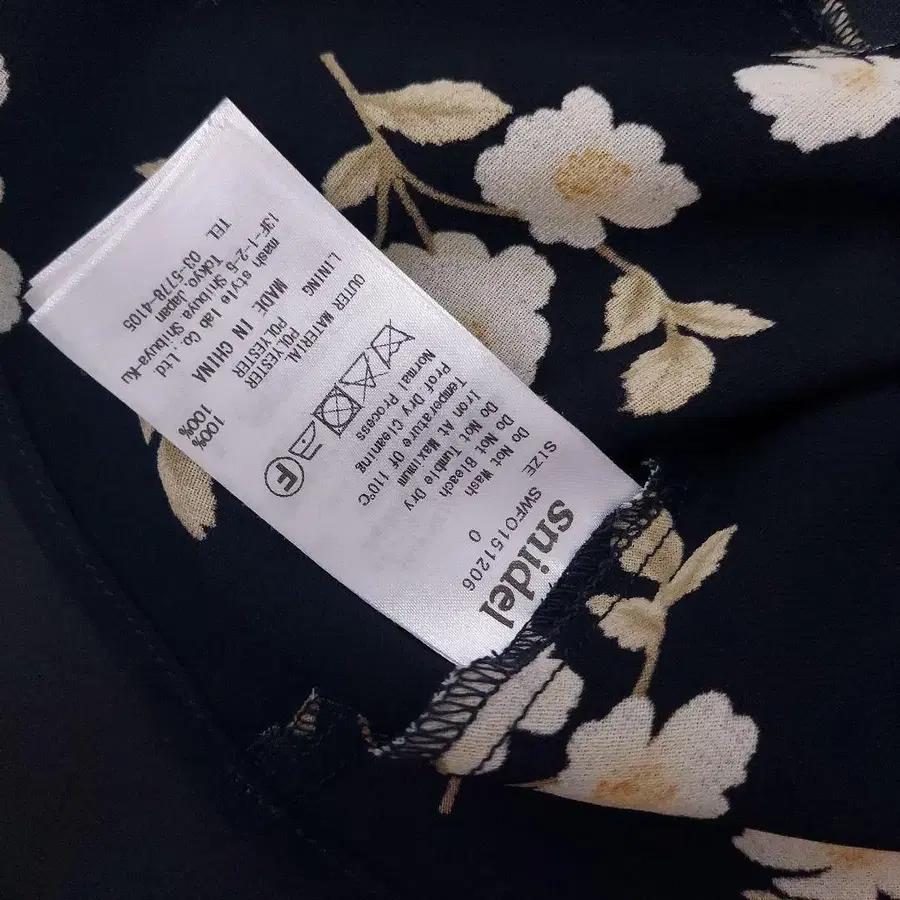 snidel
SWFO151206
SIZE 0
Do Not Wash
Do Not Bleach
Do Not Tumble Dry
Iron At Maximum
Temperature Of 110℃
Prof Dry Cleaning
Normal Process
F
OUTER MATERIAL
POLYESTER 100%
LINING
POLYESTER 100%
MADE IN CHINA
mash style lab Co.,Ltd
13F-1-2-5 Shibuya Shibuya-Ku
Tokyo Japan
TEL 03-5778-4105